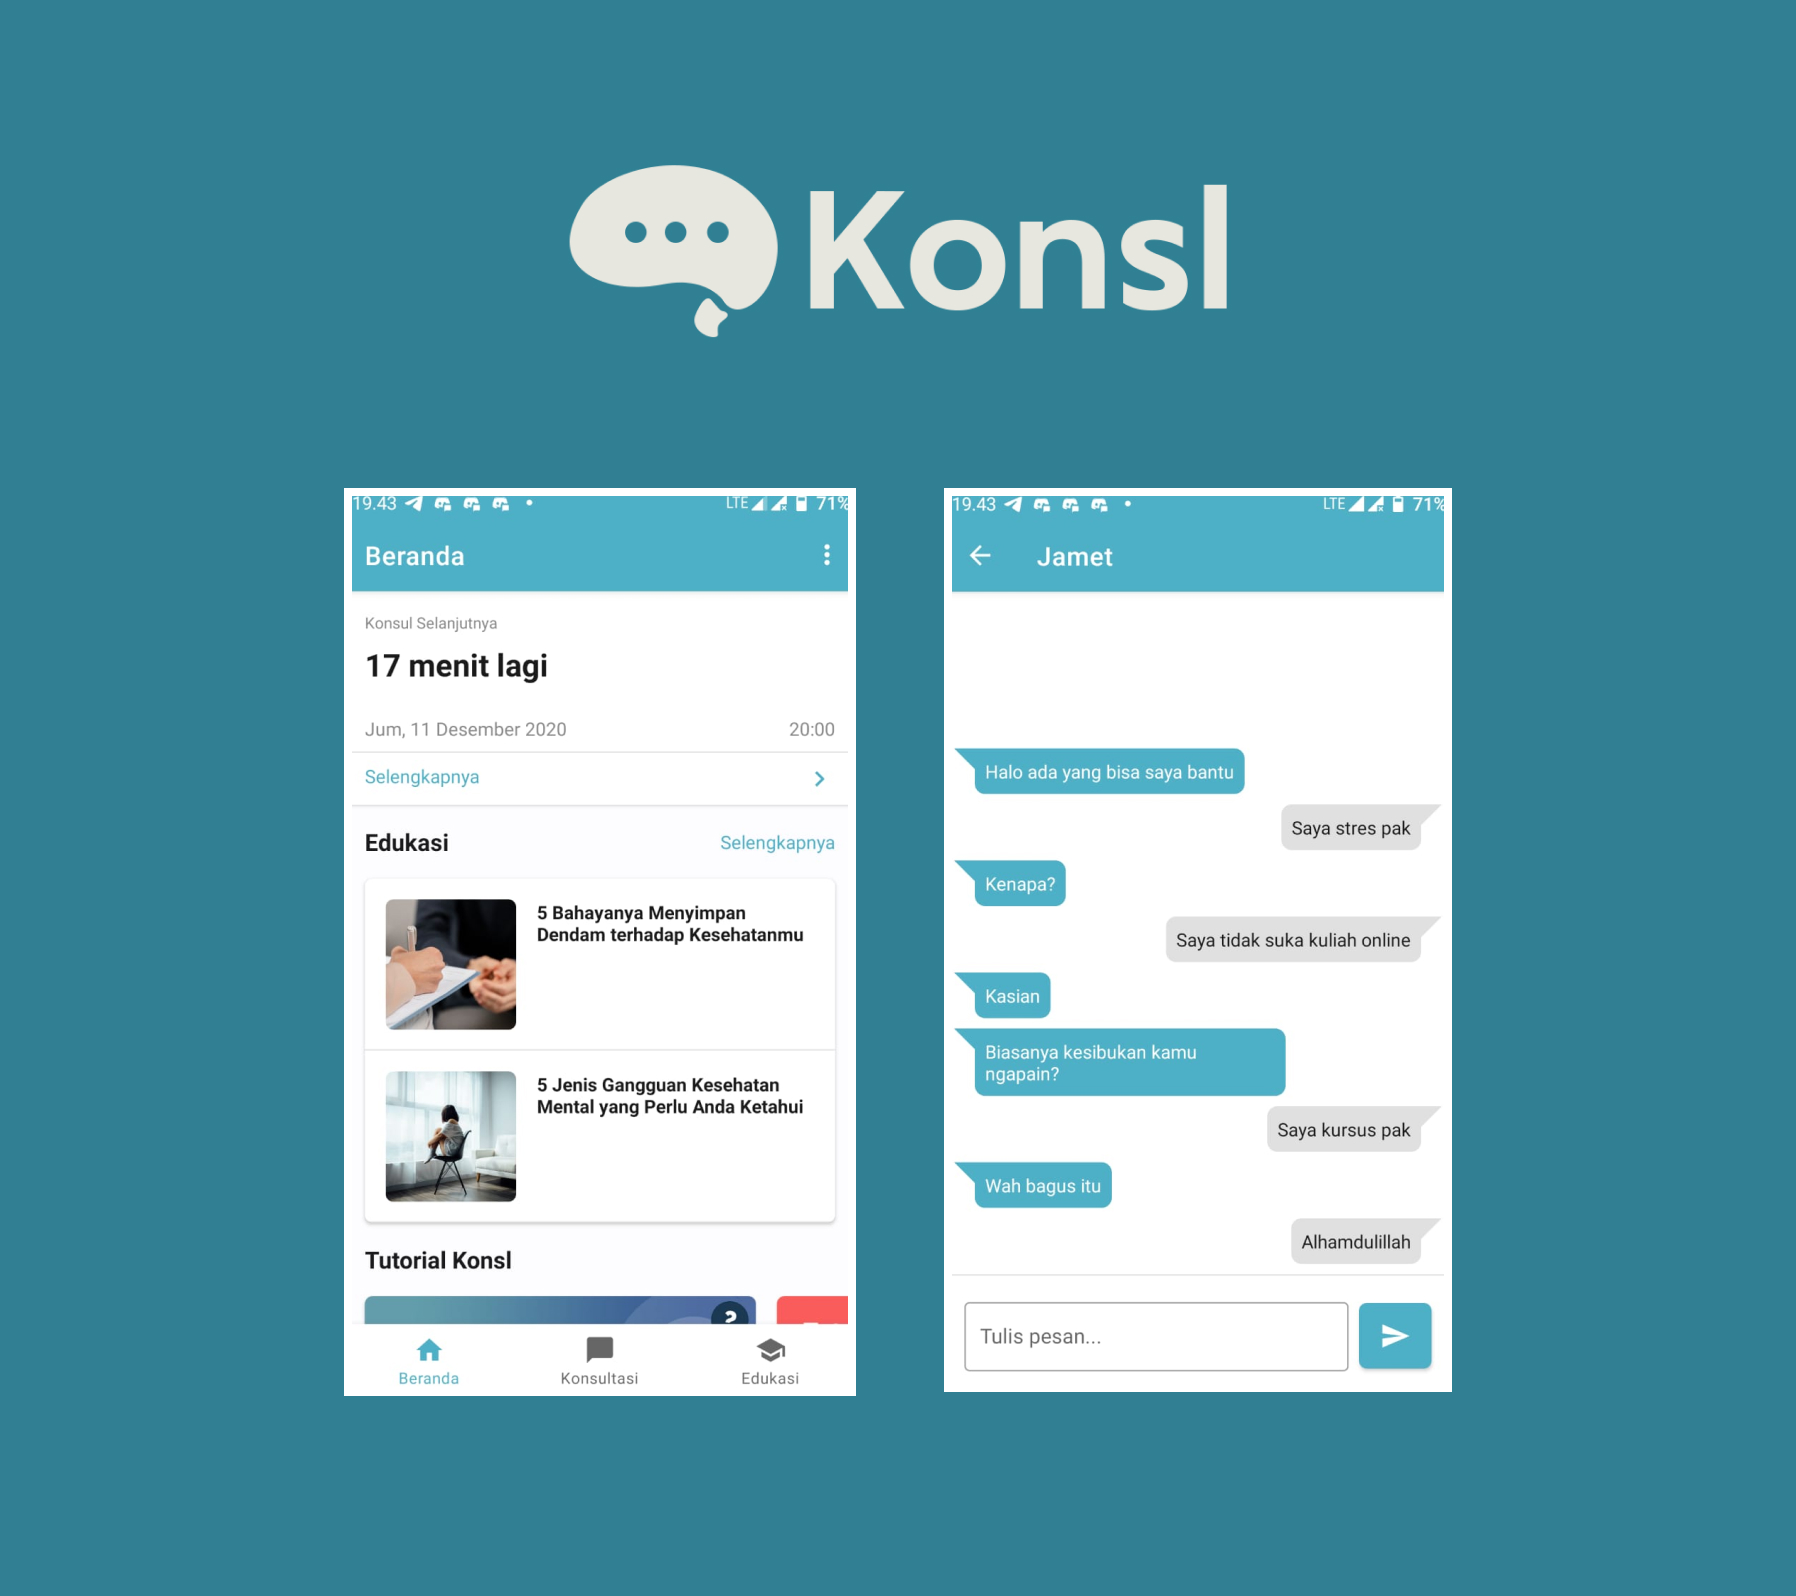 Konsl
19.43
LTE 71%
Beranda
Konsul Selanjutnya
17 menit lagi
Jum, 11 Desember 2020 20:00
Selengkapnya
Edukasi Selengkapnya
5 Bahayanya Menyimpan
Dendam terhadap Kesehatanmu
5 Jenis Gangguan Kesehatan
Mental yang Perlu Anda Ketahui
Tutorial Konsl
Beranda Konsultasi Edukasi
19.43
LTE 71%
Jamet
Halo ada yang bisa saya bantu
Saya stres pak
Kenapa?
Saya tidak suka kuliah online
Kasian
Biasanya kesibukan kamu
ngapain?
Saya kursus pak
Wah bagus itu
Alhamdulillah
Tulis pesan...